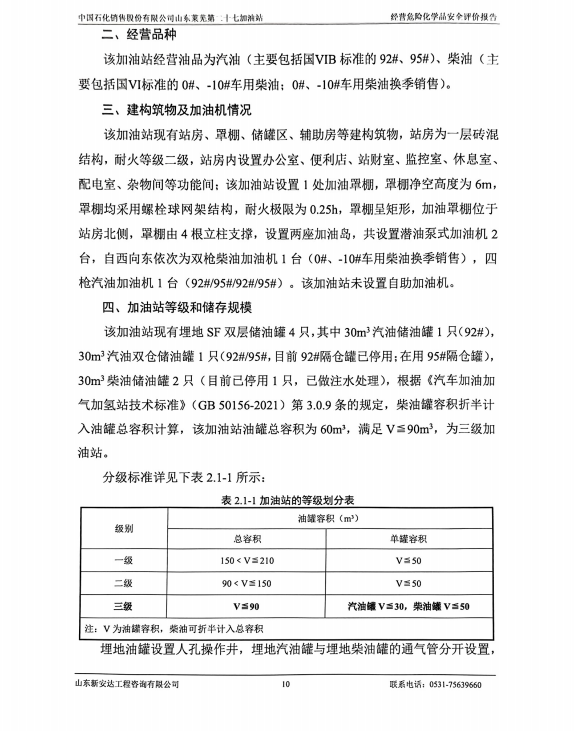 中国石化销售股份有限公司山东莱芜第二十七加油站
经营危险化学品安全评价报告
二、经营品种
该加油站经营油品为汽油（主要包括国VIB 标准的 92#、95#）、柴油（主
要包括国VI标准的 0#、-10#车用柴油；0#、-10#车用柴油换季销售）。
三、建构筑物及加油机情况
该加油站现有站房、罩棚、储罐区、辅助房等建构筑物，站房为一层砖混
结构，耐火等级二级，站房内设置办公室、便利店、站财室、监控室、休息室、
配电室、杂物间等功能间；该加油站设置 1 处加油罩棚，罩棚净空高度为 6m，
罩棚均采用螺栓球网架结构，耐火极限为 0.25h，罩棚呈矩形，加油罩棚位于
站房北侧，罩棚由 4 根立柱支撑，设置两座加油岛，共设置潜油泵式加油机 2
台，自西向东依次为双枪柴油加油机 1 台（0#、-10#车用柴油换季销售），四
枪汽油加油机 1 台（92#/95#/92#/95#）。该加油站未设置自助加油机。
四、加油站等级和储存规模
该加油站现有埋地 SF 双层储油罐 4 只，其中 30m³汽油储油罐 1 只（92#），
30m³汽油双仓储油罐 1 只（92#/95#，目前 92#隔仓罐已停用；在用 95#隔仓罐），
30m³柴油储油罐 2 只（目前已停用 1 只，已做注水处理），根据《汽车加油加
气加氢站技术标准》（GB 50156-2021）第 3.0.9 条的规定，柴油罐容积折半计
入油罐总容积计算，该加油站油罐总容积为 60m³，满足 V≦90m³，为三级加
油站。
分级标准详见下表 2.1-1 所示：
表 2.1-1 加油站的等级划分表
级别
油罐容积（m³）
总容积 单罐容积
一级 150＜V≦210 V≦50
二级 90＜V≦150 V≦50
三级 V≦90 汽油罐 V≦30，柴油罐 V≦50
注：V 为油罐容积，柴油可折半计入总容积
埋地油罐设置人孔操作井，埋地汽油罐与埋地柴油罐的通气管分开设置，
山东新安达工程咨询有限公司 10 联系电话：0531-75639660